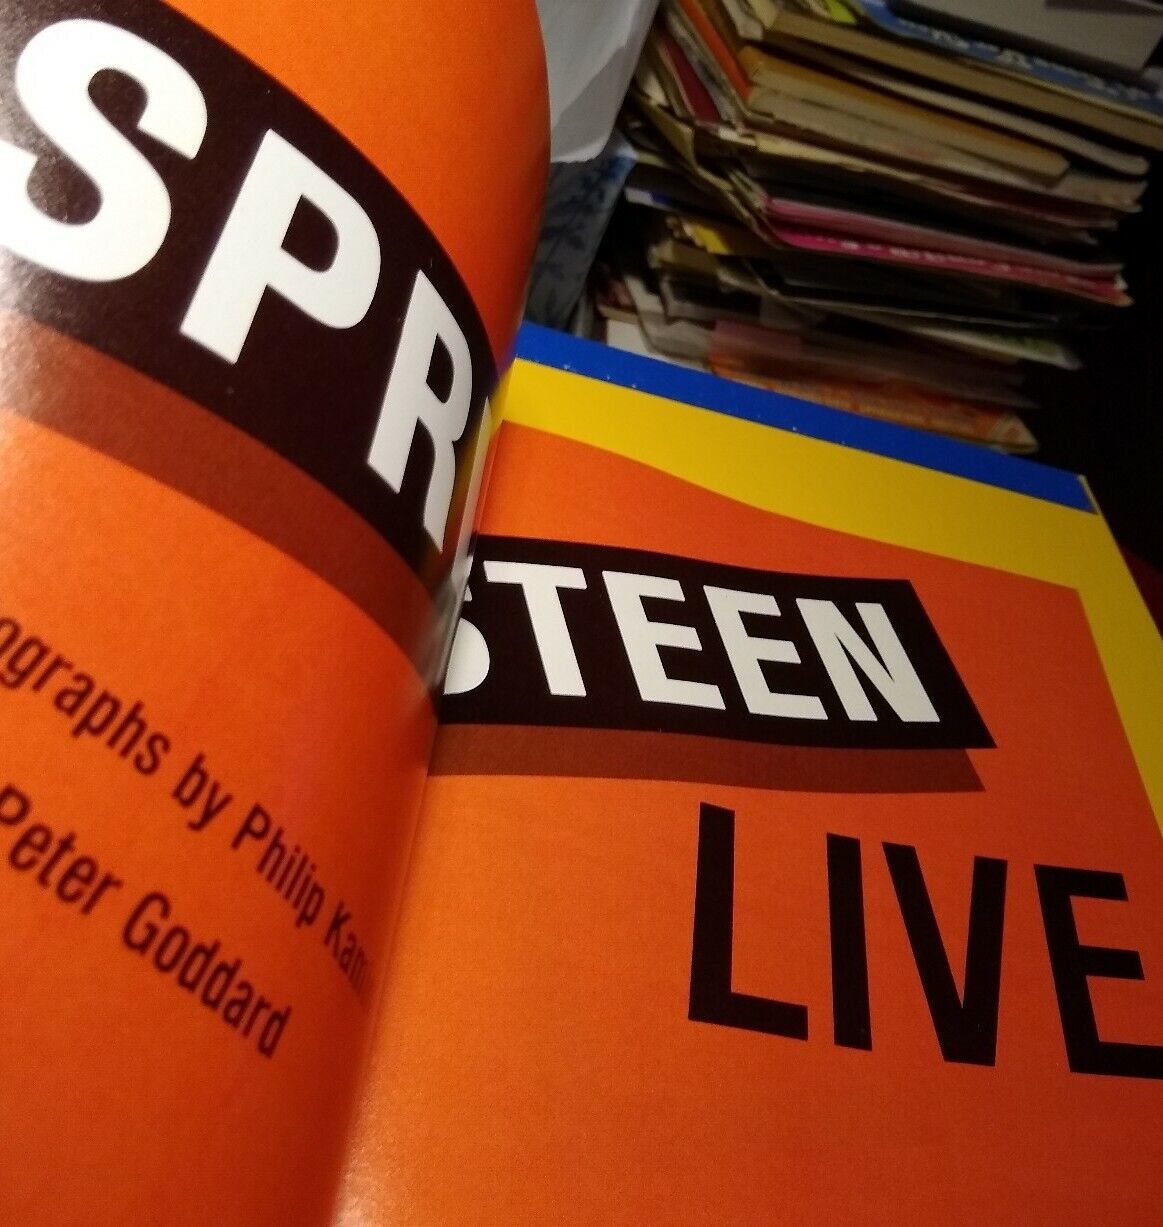 SPR STEEN
LIVE
ographs by Philip Kam
Peter Goddard